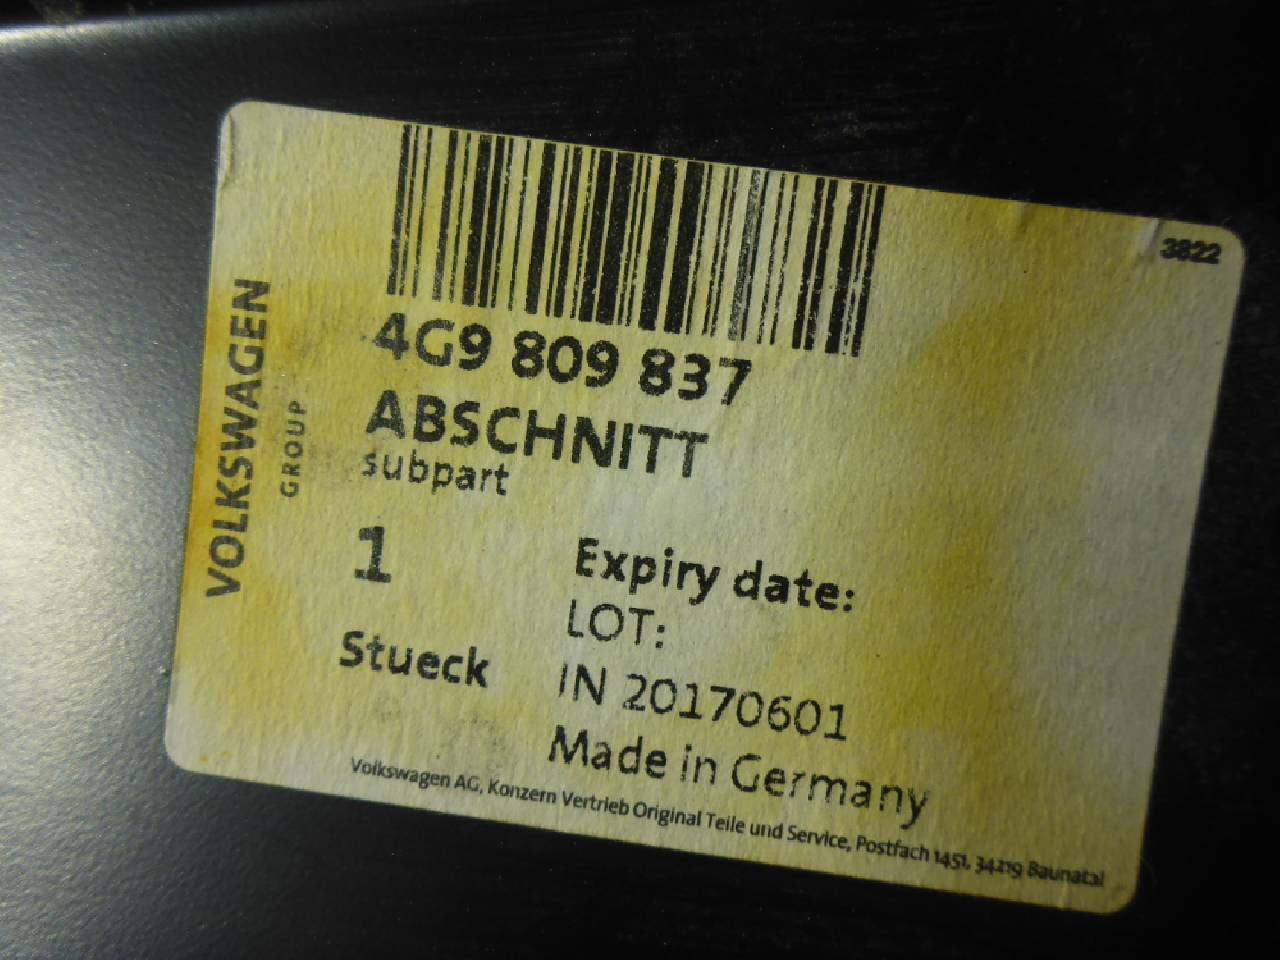 3822
VOLKSWAGEN
GROUP
4G9 809 837
ABSCHNITT
subpart
1
Stueck
Expiry date:
LOT:
IN 20170601
Made in Germany
Volkswagen AG, Konzern Vertrieb Original Teile und Service, Postfach 1451, 34219 Baunatal